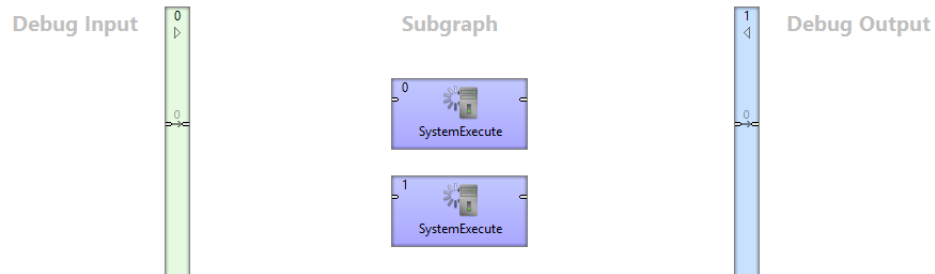 0
1
Debug Input
Subgraph
Debug Output
0
SystemExecute
0
0
1
SystemExecute